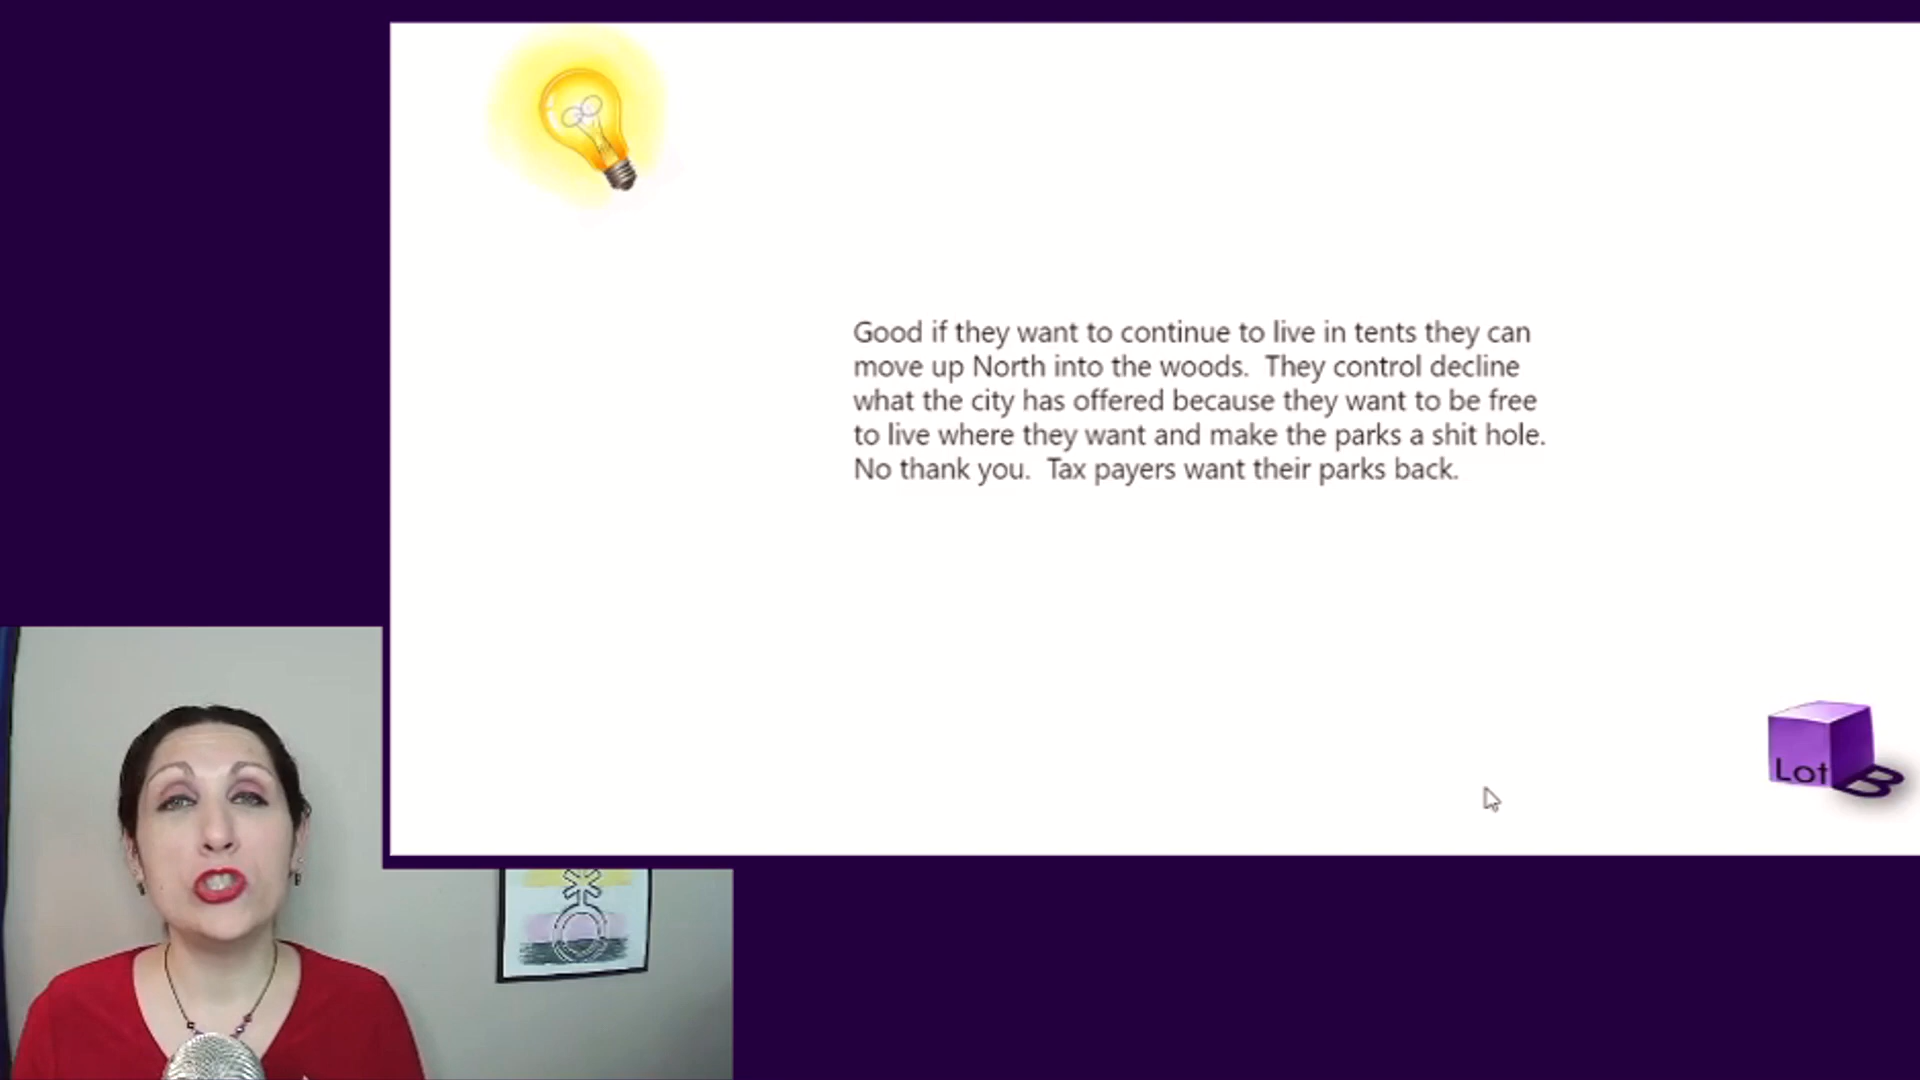 Good if they want to continue to live in tents they can
move up North into the woods.  They control decline
what the city has offered because they want to be free
to live where they want and make the parks a shit hole.
No thank you.  Tax payers want their parks back.
Lot
B